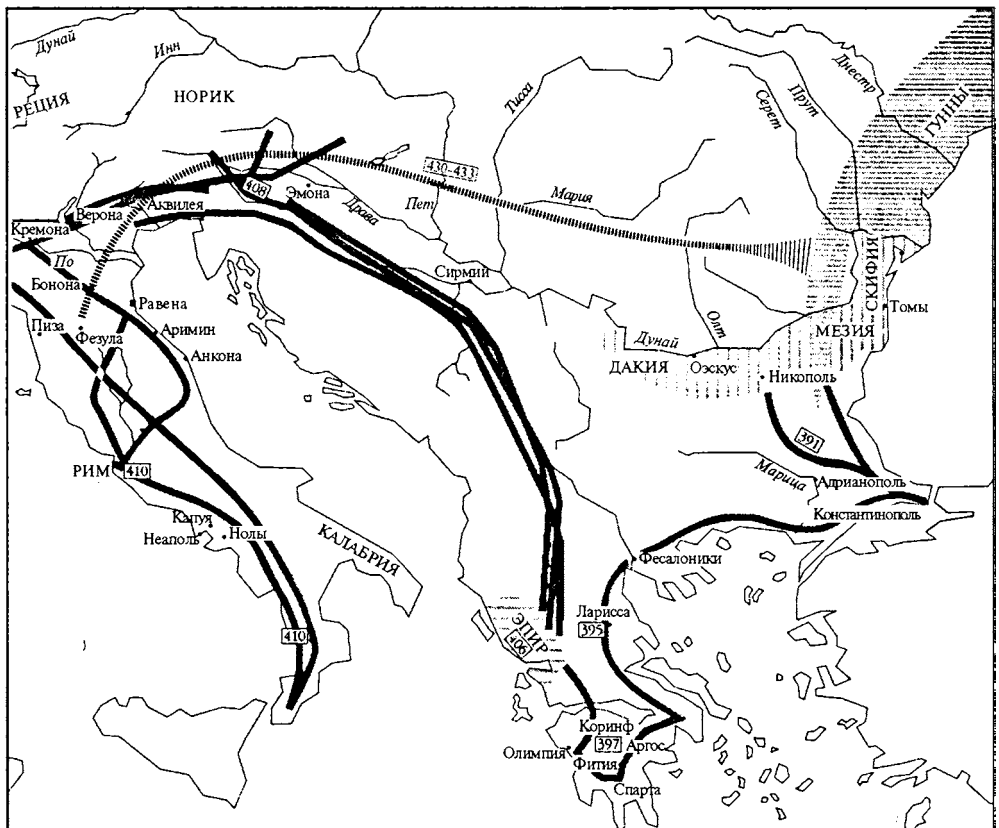 Дунай
Инн
РЕЦИЯ
НОРИК
Тисса
Серет
Прут
Днестр
ГУННЫ
430-433
408
Эмона
Драва
Пет.
Мария
Верона
Аквилея
Кремона
По
Бонона
Равена
Сирмий
СКИФИЯ
Пиза
Фезула
Аримин
Анкона
Олт
Дунай
МЕЗИЯ
Томы
ДАКИЯ
Оэскус
Никополь
391
РИМ
410
Марица
Адрианополь
Константинополь
Капуя
Неаполь
Нолы
КАЛАБРИЯ
Фесалоники
ЭПИР
406
Ларисса
395
410
Коринф
397
Аргос
Олимпия
Фития
Спарта